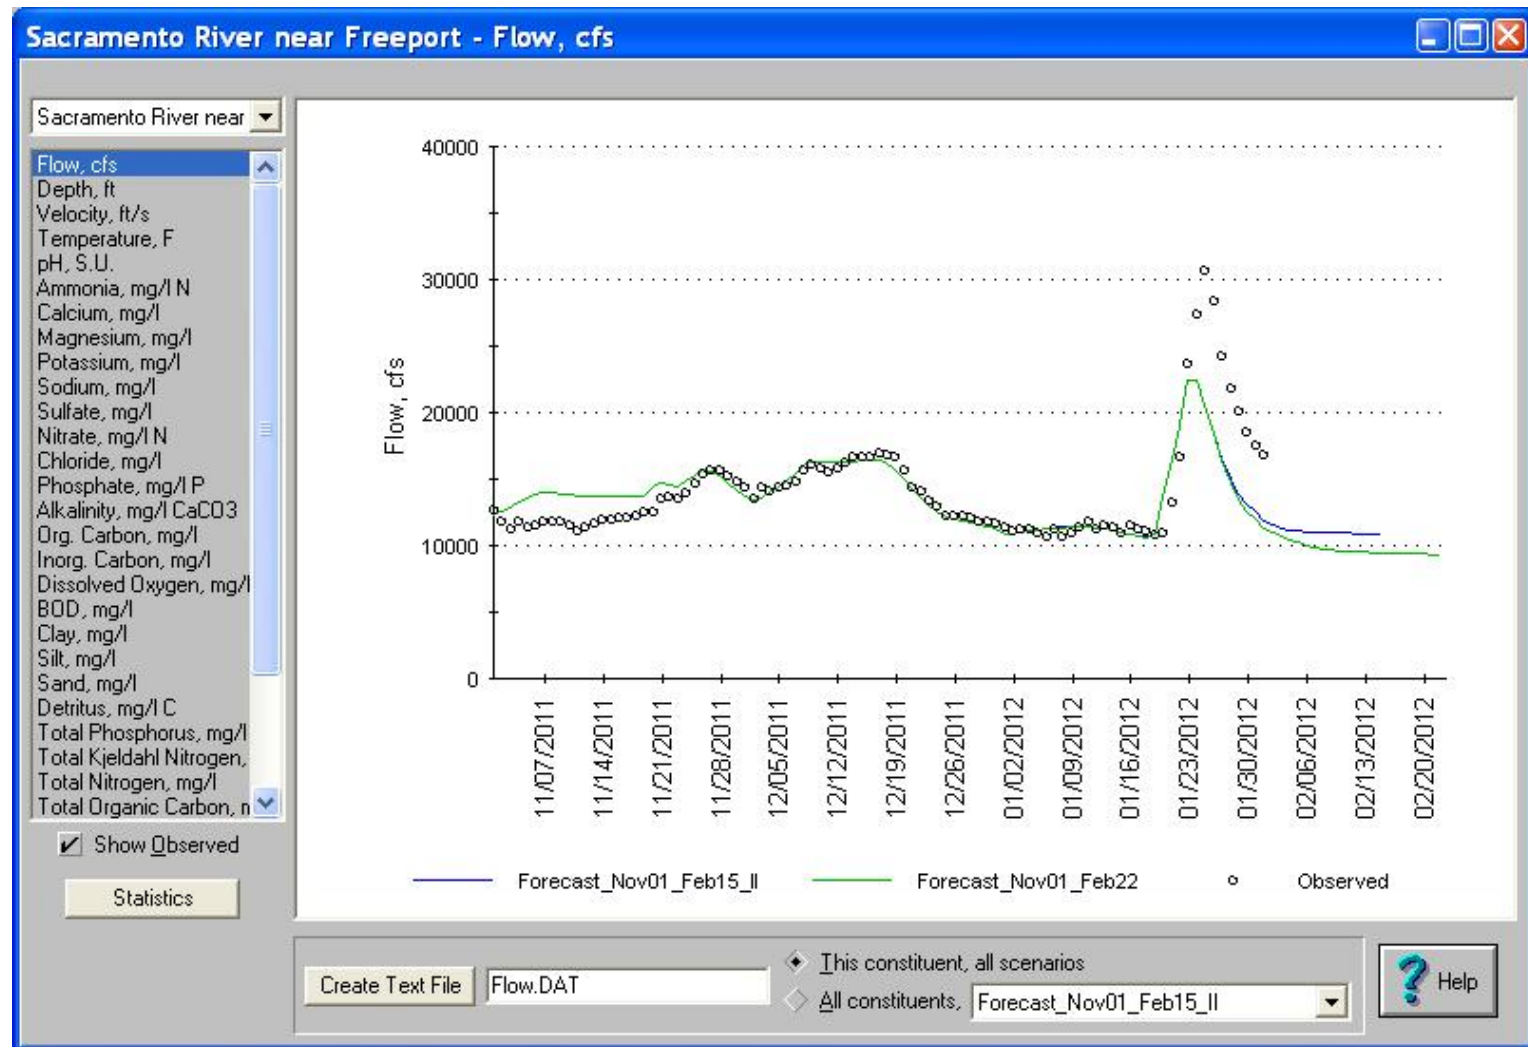 Sacramento River near Freeport - Flow, cfs
Sacramento River near
Flow, cfs
Depth, ft
Velocity, ft/s
Temperature, F
pH, S.U.
Ammonia, mg/l N
Calcium, mg/l
Magnesium, mg/l
Potassium, mg/l
Sodium, mg/l
Sulfate, mg/l
Nitrate, mg/l N
Chloride, mg/l
Phosphate, mg/l P
Alkalinity, mg/l CaCO3
Org. Carbon, mg/l
Inorg. Carbon, mg/l
Dissolved Oxygen, mg/l
BOD, mg/l
Clay, mg/l
Silt, mg/l
Sand, mg/l
Detritus, mg/l C
Total Phosphorus, mg/l
Total Kjeldahl Nitrogen,
Total Nitrogen, mg/l
Total Organic Carbon, n
Show Observed
Statistics
Flow, cfs
40000
30000
20000
10000
0
11/07/2011
11/14/2011
11/21/2011
11/28/2011
12/05/2011
12/12/2011
12/19/2011
12/26/2011
01/02/2012
01/09/2012
01/16/2012
01/23/2012
01/30/2012
02/06/2012
02/13/2012
02/20/2012
Forecast_Nov01_Feb15_II
Forecast_Nov01_Feb22
Observed
Create Text File
Flow.DAT
This constituent, all scenarios
All constituents,
Forecast_Nov01_Feb15_II
? Help